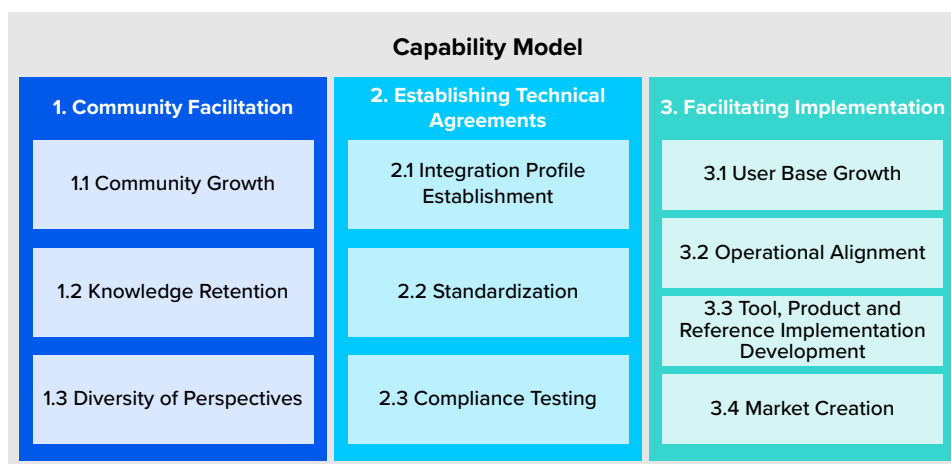 Capability Model
1. Community Facilitation
1.1 Community Growth
1.2 Knowledge Retention
1.3 Diversity of Perspectives
2. Establishing Technical
Agreements
2.1 Integration Profile
Establishment
2.2 Standardization
2.3 Compliance Testing
3. Facilitating Implementation
3.1 User Base Growth
3.2 Operational Alignment
3.3 Tool, Product and
Reference Implementation
Development
3.4 Market Creation